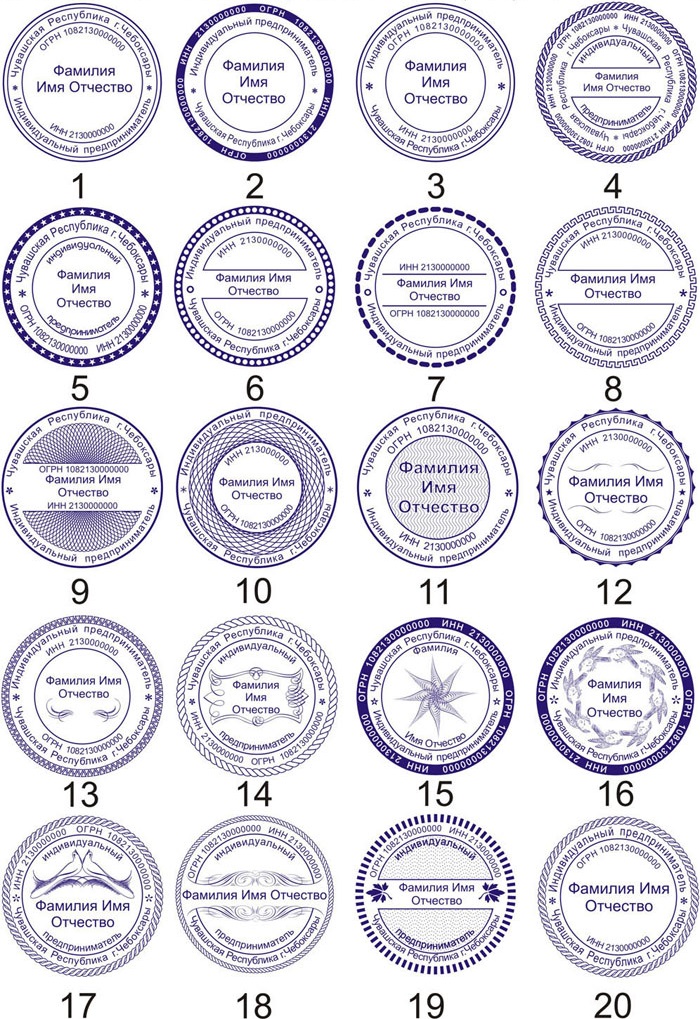 Чувашская Республика г.Чебоксары
ОГРН 1082130000000
Фамилия
Имя Отчество
ИНН 2130000000
* Индивидуальный предприниматель *
1
ИНН 2130000000 ОГРН 1082130000000 ИНН 2130000000 ОГРН 1082130000000
Индивидуальный предприниматель
Фамилия
Имя
Отчество
* Чувашская Республика г.Чебоксары *
2
Индивидуальный предприниматель
ОГРН 1082130000000
Фамилия
Имя
Отчество
ИНН 2130000000
* Чувашская Республика г.Чебоксары *
3
ОГРН 1082130000000 ИНН 2130000000 ОГРН 1082130000000 ИНН 2130000000
Чувашская Республика г.Чебоксары * Чувашская Республика г.Чебоксары *
индивидуальный
Фамилия Имя
Отчество
предприниматель
4
Чувашская Республика г.Чебоксары
индивидуальный
Фамилия
Имя
Отчество
предприниматель
ОГРН 1082130000000 ИНН 2130000000
5
Индивидуальный предприниматель
ИНН 2130000000
Фамилия Имя
Отчество
ОГРН 1082130000000
Чувашская Республика г.Чебоксары
6
Чувашская Республика г.Чебоксары
ИНН 2130000000
Фамилия Имя
Отчество
ОГРН 1082130000000
Индивидуальный предприниматель
7
Чувашская Республика г.Чебоксары
ИНН 2130000000
Фамилия Имя
Отчество
ОГРН 1082130000000
* Индивидуальный предприниматель *
8
Чувашская Республика г.Чебоксары
ОГРН 1082130000000
Фамилия Имя
Отчество
ИНН 2130000000
* Индивидуальный предприниматель *
9
Индивидуальный предприниматель
ИНН 2130000000
Фамилия Имя
Отчество
ОГРН 1082130000000
* Чувашская Республика г.Чебоксары *
10
Чувашская Республика г.Чебоксары
ОГРН 1082130000000
Фамилия
Имя
Отчество
ИНН 2130000000
* Индивидуальный предприниматель *
11
Чувашская Республика г.Чебоксары
ИНН 2130000000
Фамилия Имя
Отчество
ОГРН 1082130000000
Индивидуальный предприниматель
12
Индивидуальный предприниматель
ИНН 2130000000
Фамилия Имя
Отчество
ОГРН 1082130000000
* Чувашская Республика г.Чебоксары *
13
Чувашская Республика г.Чебоксары
индивидуальный
Фамилия
Имя
Отчество
предприниматель
* ИНН 2130000000 ОГРН 1082130000000 *
14
ОГРН 1082130000000 ИНН 2130000000 ОГРН 1082130000000 ИНН 2130000000
Чувашская Республика г.Чебоксары
Фамилия
Имя Отчество
* Индивидуальный предприниматель *
15
ОГРН 1082130000000 ИНН 2130000000 ОГРН 1082130000000 ИНН 2130000000
Индивидуальный предприниматель
Фамилия
Имя
Отчество
* Чувашская Республика г.Чебоксары *
16
ИНН 2130000000 ОГРН 1082130000000
индивидуальный
Фамилия Имя
Отчество
предприниматель
* Чувашская Республика г.Чебоксары *
17
ОГРН 1082130000000 ИНН 2130000000
индивидуальный
Фамилия Имя Отчество
предприниматель
Чувашская Республика г.Чебоксары
18
ОГРН 1082130000000 ИНН 2130000000
индивидуальный
Фамилия Имя
Отчество
предприниматель
Чувашская Республика г.Чебоксары
19
Индивидуальный предприниматель
ОГРН 1082130000000
Фамилия Имя
Отчество
ИНН 2130000000
* Чувашская Республика г.Чебоксары *
20